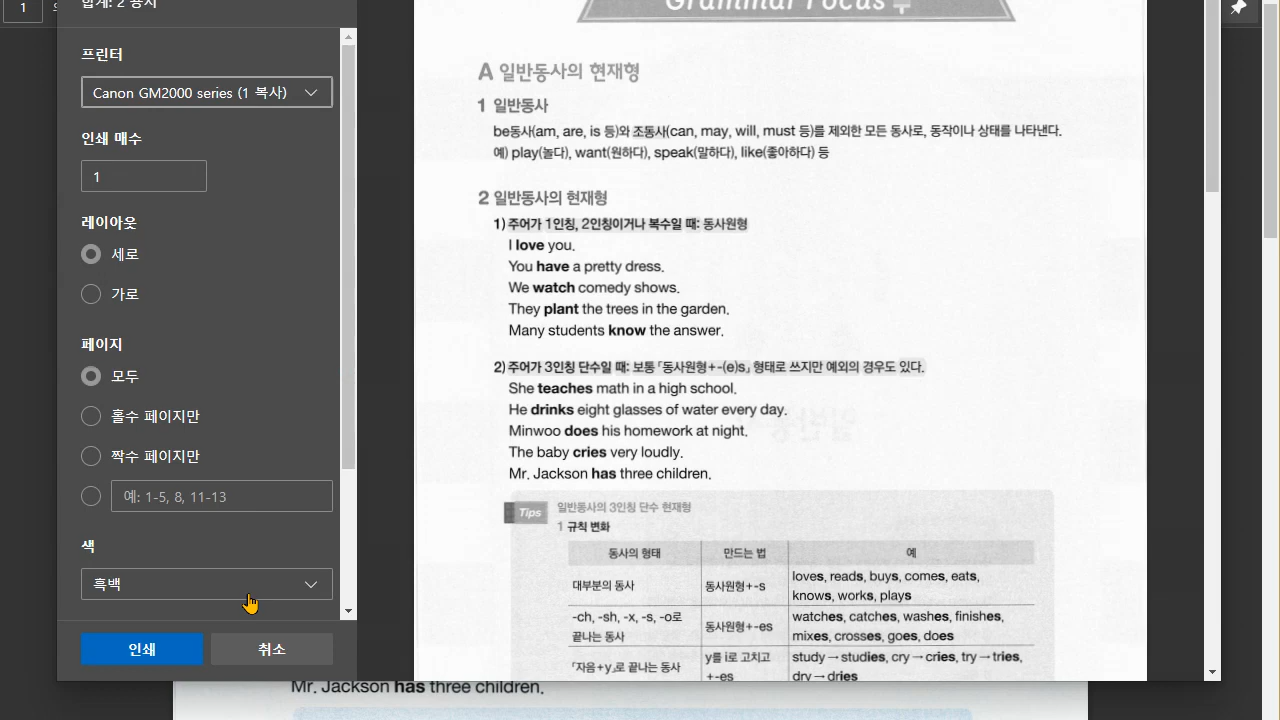 1
합계: 2 용지
프린터
Canon GM2000 series (1 복사)
인쇄 매수
1
레이아웃
세로
가로
페이지
모두
홀수 페이지만
짝수 페이지만
예: 1-5, 8, 11-13
색
흑백
인쇄
취소
Grammar Focus
A 일반동사의 현재형
1 일반동사
be동사(am, are, is 등)와 조동사(can, may, will, must 등)를 제외한 모든 동사로, 동작이나 상태를 나타낸다.
예) play(놀다), want(원하다), speak(말하다), like(좋아하다) 등
2 일반동사의 현재형
1) 주어가 1인칭, 2인칭이거나 복수일 때: 동사원형
I love you.
You have a pretty dress.
We watch comedy shows.
They plant the trees in the garden.
Many students know the answer.
2) 주어가 3인칭 단수일 때: 보통 「동사원형+-(e)s」 형태로 쓰지만 예외의 경우도 있다.
She teaches math in a high school.
He drinks eight glasses of water every day.
Minwoo does his homework at night.
The baby cries very loudly.
Mr. Jackson has three children.
Tips 일반동사의 3인칭 단수 현재형
1 규칙 변화
동사의 형태 만드는 법 예
대부분의 동사 동사원형+-s loves, reads, buys, comes, eats,
knows, works, plays
-ch, -sh, -x, -s, -o로 끝나는 동사 동사원형+-es watches, catches, washes, finishes,
mixes, crosses, goes, does
「자음+y」로 끝나는 동사 y를 i로 고치고 +-es study→studies, cry→cries, try→tries,
dry→dries
Mr. Jackson has three children.